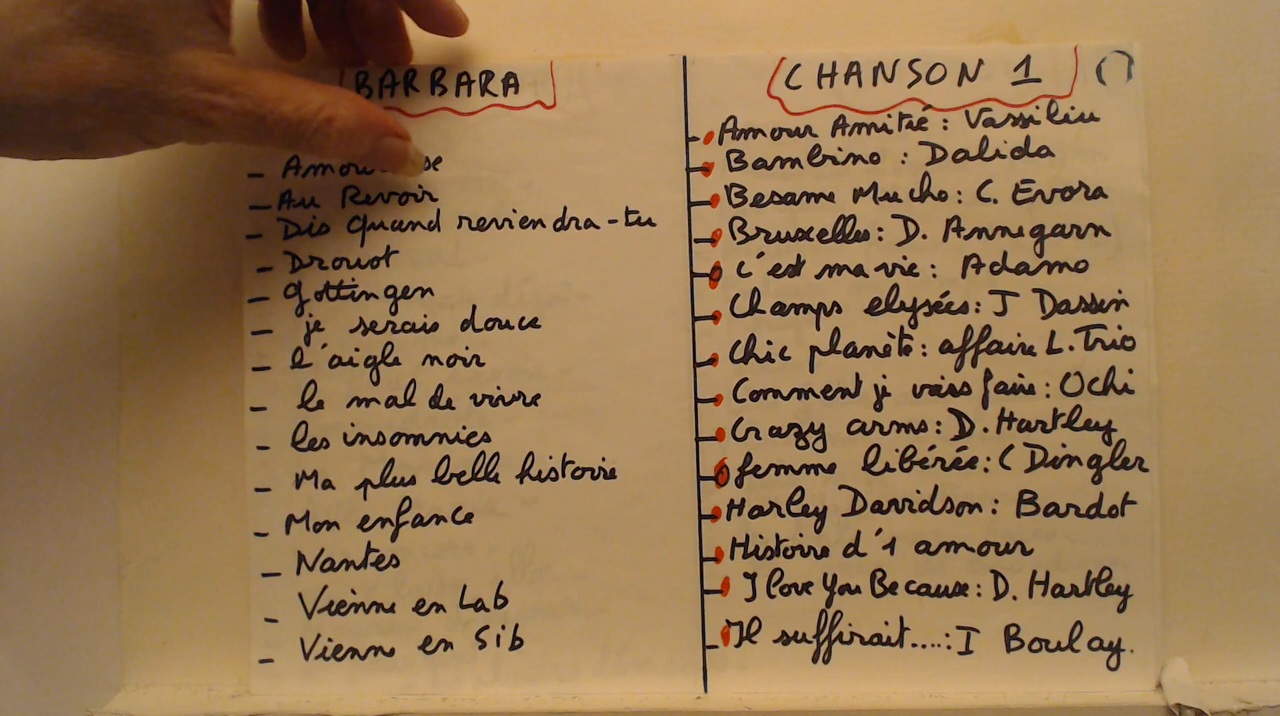 BARBARA
- Amoureuse
- Au Revoir
- Dis Quand reviendra-tu
- Drouot
- Gottingen
- je serais douce
- l'aigle noir
- le mal de vivre
- les insomnies
- Ma plus belle histoire
- Mon enfance
- Nantes
- Vienne en Lab
- Vienne en Sib
CHANSON 1
Amour Amitié : Vassiliu
Bambino : Dalida
Besame Mucho : C. Evora
Bruxelles : D. Annegarn
C'est ma vie : Adamo
Champs elysées : J Dassin
Chic planète : affaire L. Trio
Comment je vais faire : Ochi
Crazy arms : D. Hartley
femme libérée : C Dingler
Harley Davidson : Bardot
Histoire d'1 amour
I love You Because : D. Hartley
Il suffirait....: I Boulay.